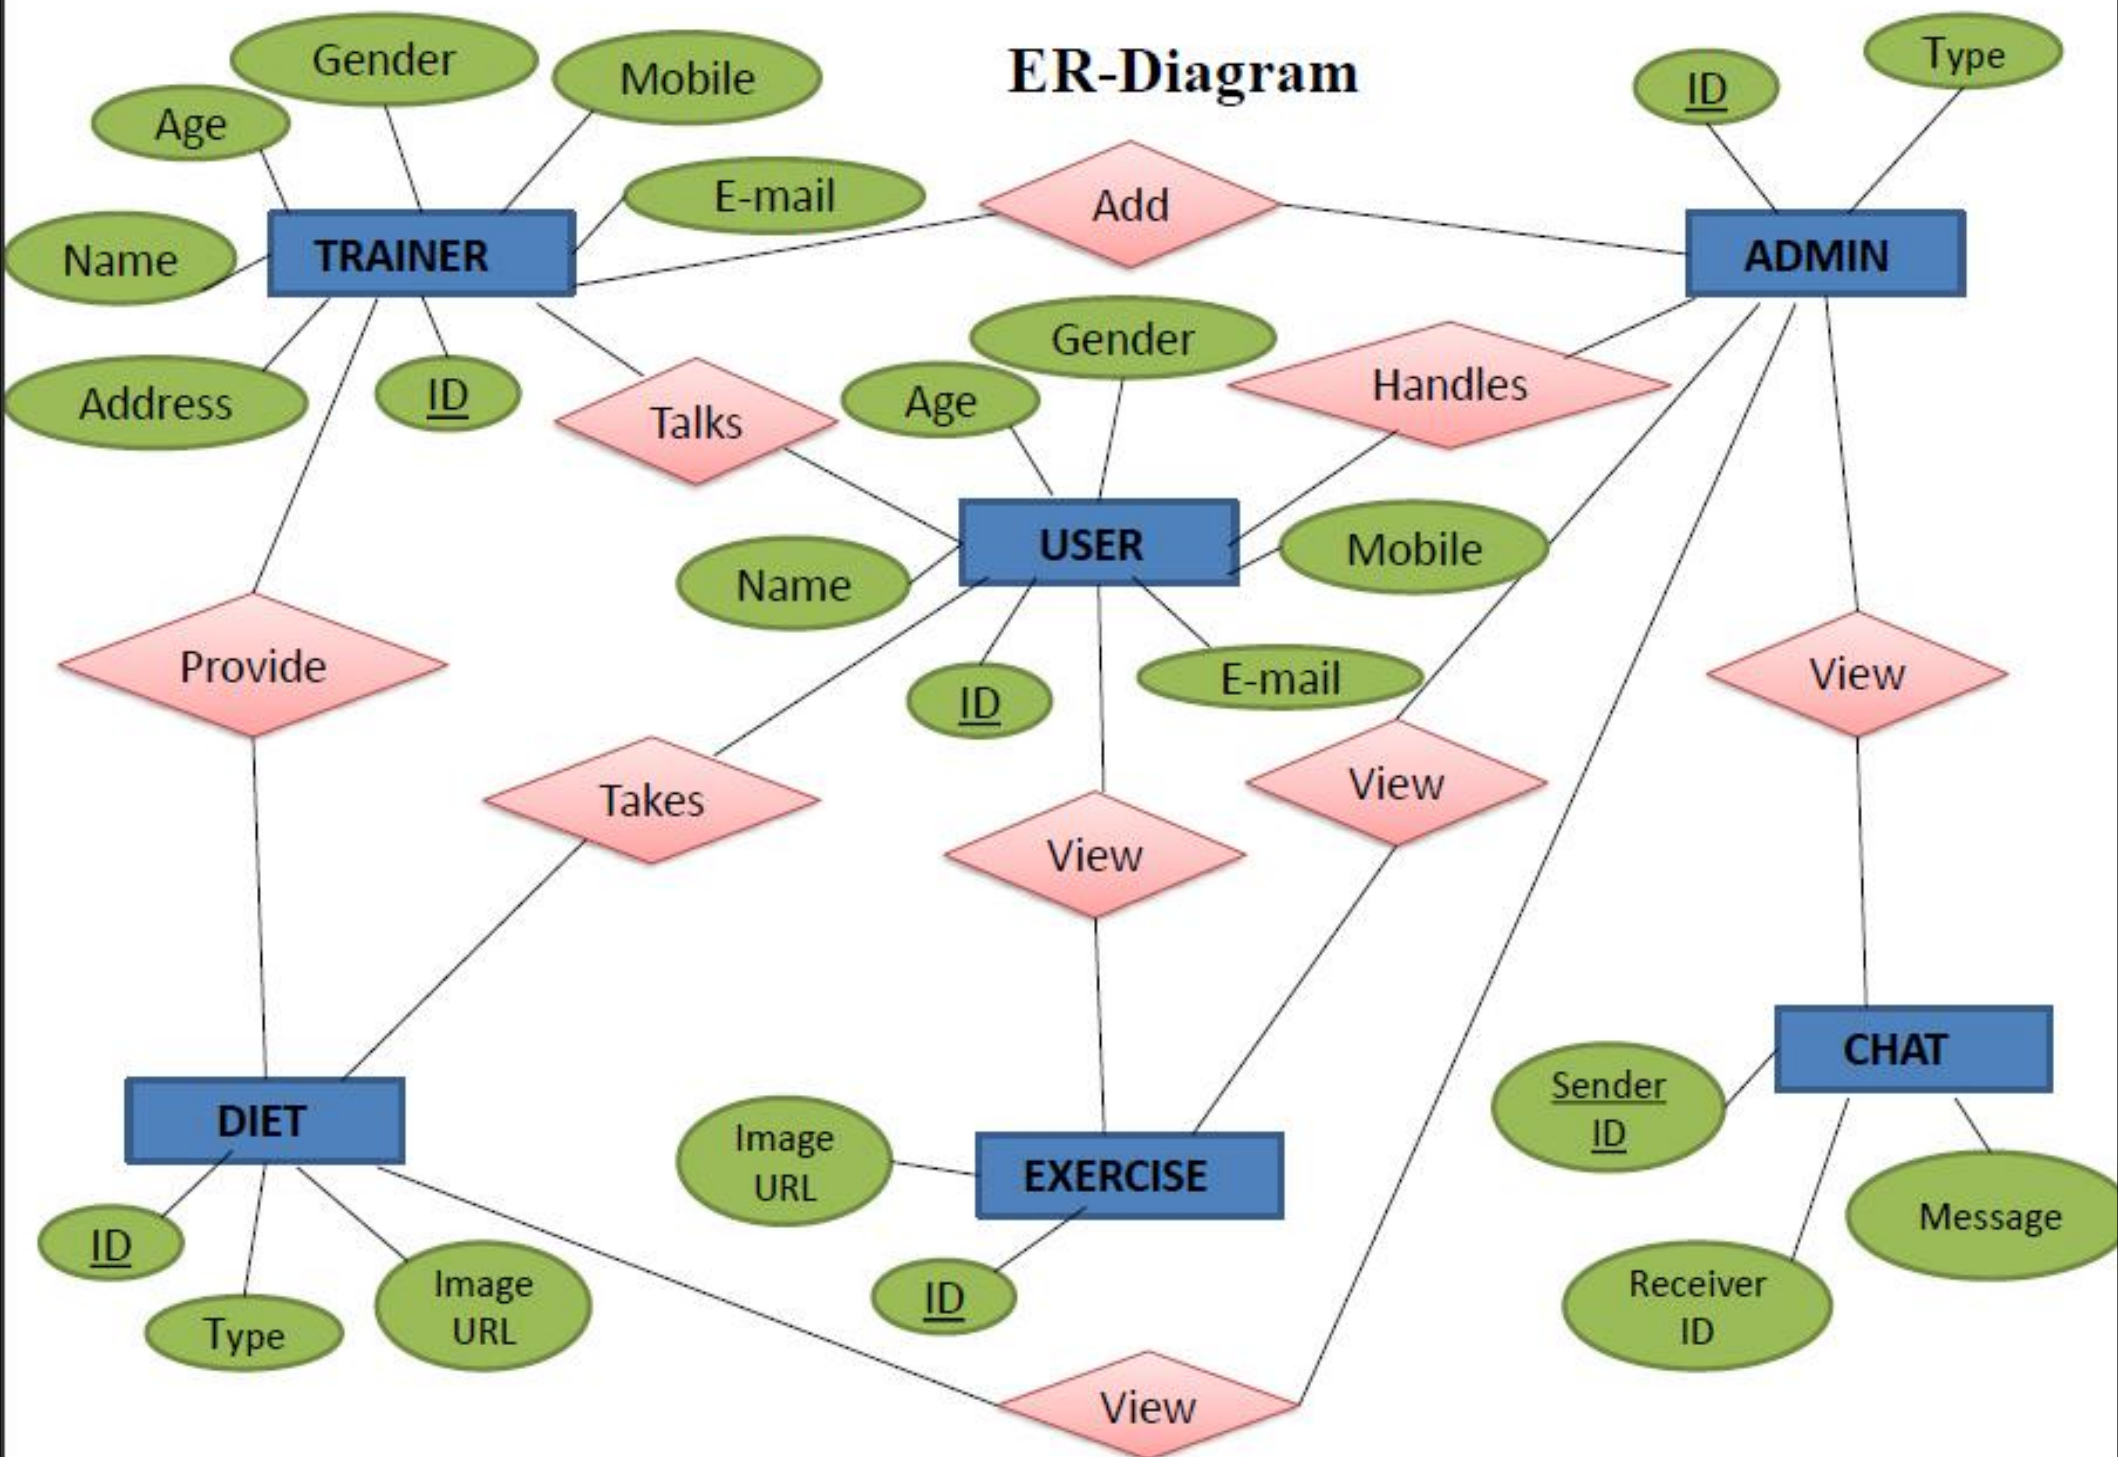 Gender
Mobile
ER-Diagram
ID
Type
Age
E-mail
Add
Name
TRAINER
ADMIN
Address
ID
Talks
Age
Gender
Handles
USER
Name
Mobile
Provide
ID
E-mail
View
Takes
View
View
DIET
Image
URL
EXERCISE
CHAT
Sender
ID
Message
ID
Type
Image
URL
ID
Receiver
ID
View